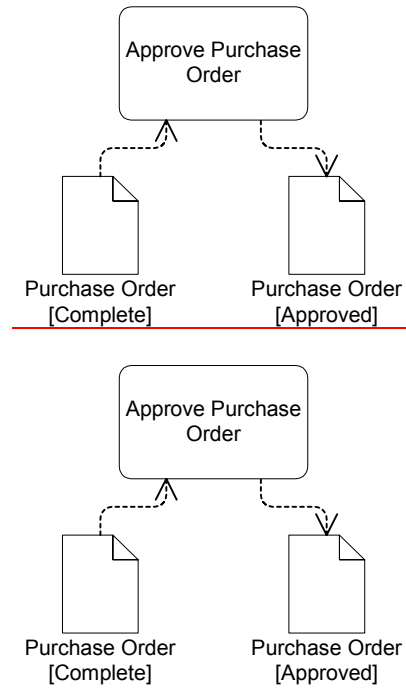 Approve Purchase
Order
Purchase Order
[Complete]
Purchase Order
[Approved]
Approve Purchase
Order
Purchase Order
[Complete]
Purchase Order
[Approved]